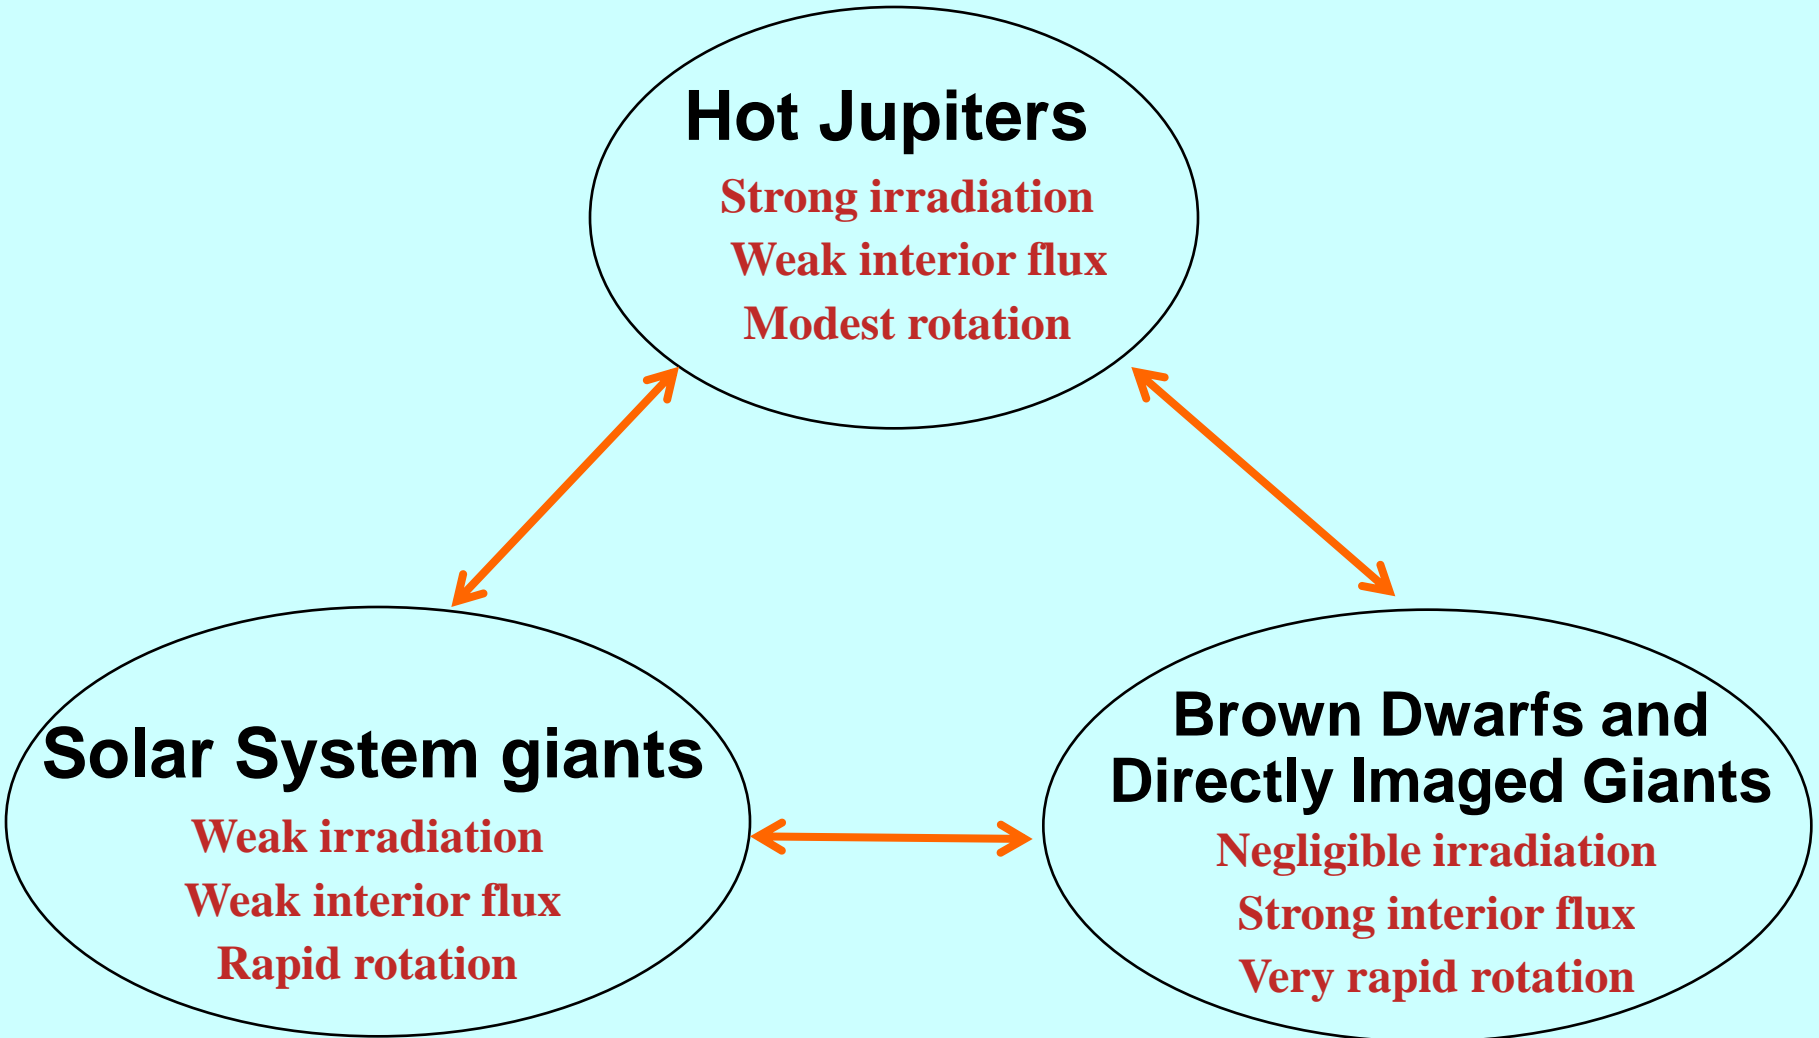 Hot Jupiters
Strong irradiation
Weak interior flux
Modest rotation
Solar System giants
Weak irradiation
Weak interior flux
Rapid rotation
Brown Dwarfs and
Directly Imaged Giants
Negligible irradiation
Strong interior flux
Very rapid rotation